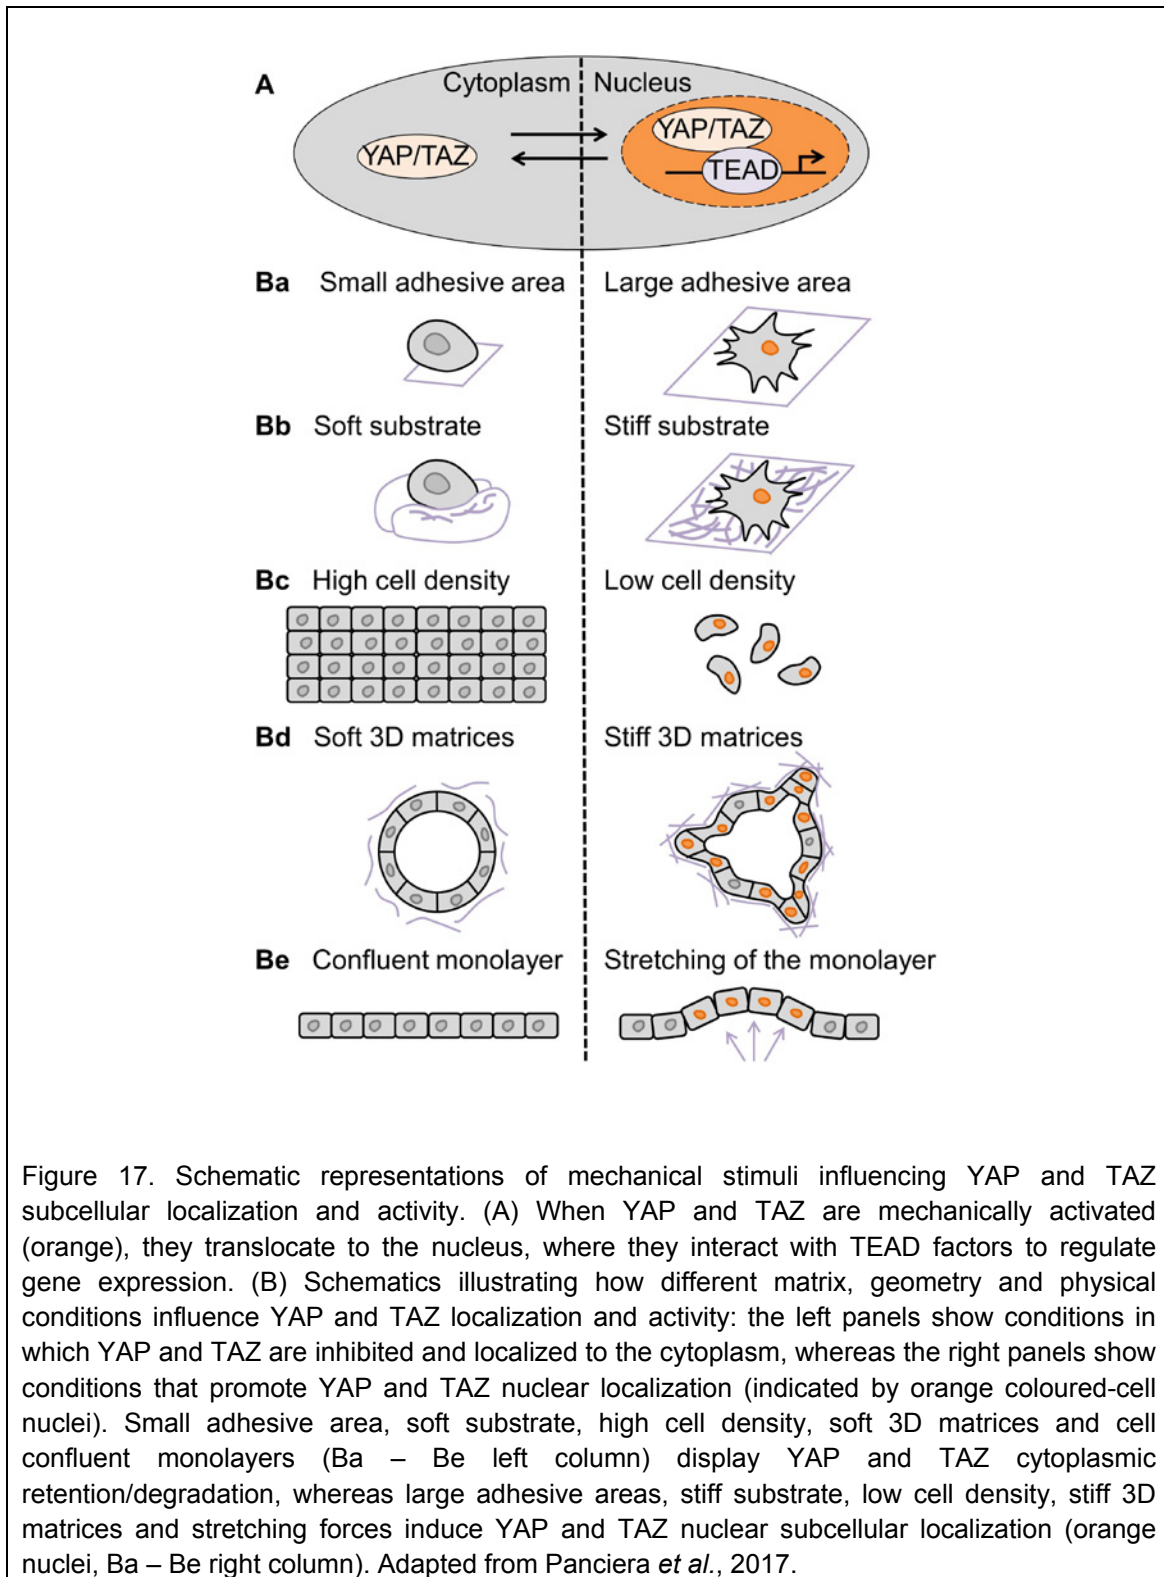 A
Cytoplasm Nucleus
YAP/TAZ
YAP/TAZ
TEAD
Ba Small adhesive area Large adhesive area
Bb Soft substrate Stiff substrate
Bc High cell density Low cell density
Bd Soft 3D matrices Stiff 3D matrices
Be Confluent monolayer Stretching of the monolayer
Figure 17. Schematic representations of mechanical stimuli influencing YAP and TAZ
subcellular localization and activity. (A) When YAP and TAZ are mechanically activated
(orange), they translocate to the nucleus, where they interact with TEAD factors to regulate
gene expression. (B) Schematics illustrating how different matrix, geometry and physical
conditions influence YAP and TAZ localization and activity: the left panels show conditions in
which YAP and TAZ are inhibited and localized to the cytoplasm, whereas the right panels show
conditions that promote YAP and TAZ nuclear localization (indicated by orange coloured-cell
nuclei). Small adhesive area, soft substrate, high cell density, soft 3D matrices and cell
confluent monolayers (Ba – Be left column) display YAP and TAZ cytoplasmic
retention/degradation, whereas large adhesive areas, stiff substrate, low cell density, stiff 3D
matrices and stretching forces induce YAP and TAZ nuclear subcellular localization (orange
nuclei, Ba – Be right column). Adapted from Panciera et al., 2017.